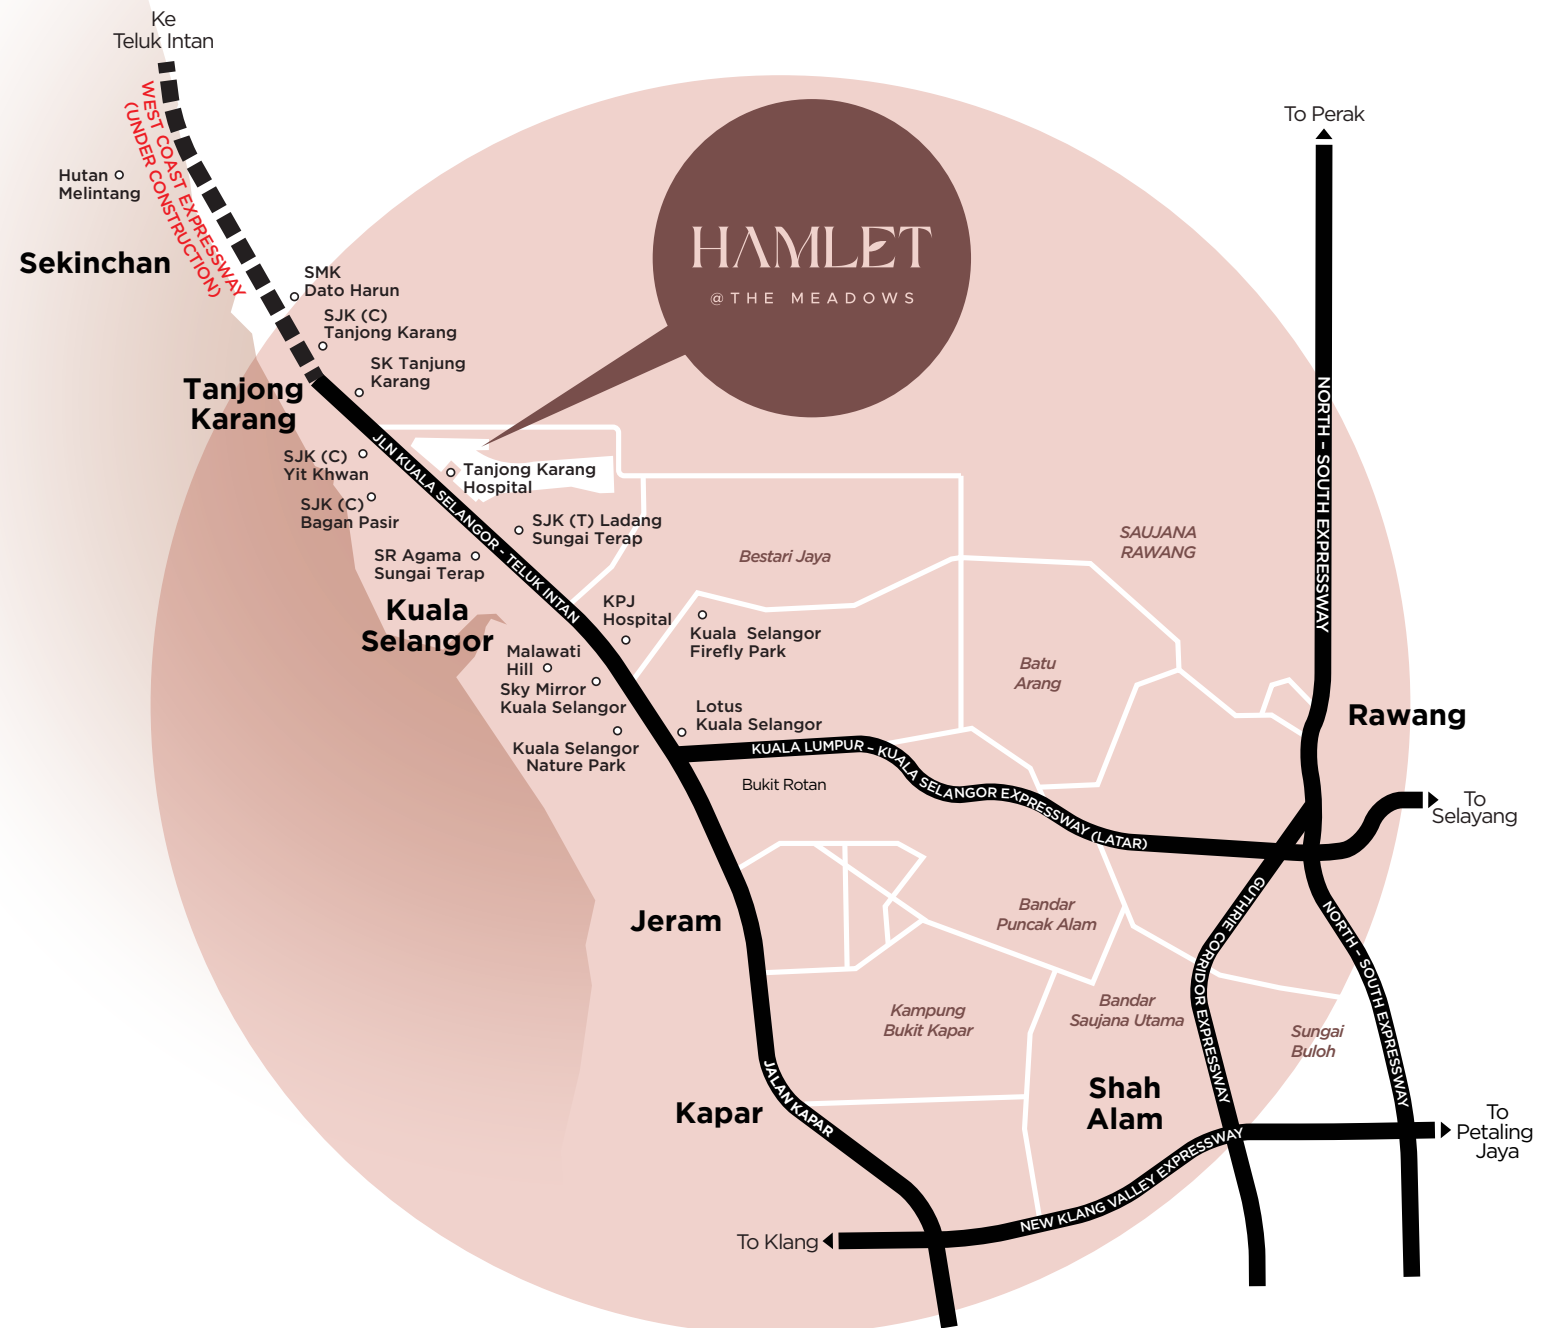 Ke
Teluk Intan
WEST COAST EXPRESSWAY
(UNDER CONSTRUCTION)
Hutan
Melintang
Sekinchan
SMK
Dato Harun
SJK (C)
Tanjong Karang
SK Tanjung
Karang
Tanjong
Karang
HAMLET
@THE MEADOWS
To Perak
NORTH - SOUTH EXPRESSWAY
JLN KUALA SELANGOR - TELUK INTAN
SJK (C)
Yit Khwan
SJK (C)
Bagan Pasir
Tanjong Karang
Hospital
SJK (T) Ladang
Sungai Terap
SR Agama
Sungai Terap
Bestari Jaya
SAUJANA
RAWANG
Kuala
Selangor
KPJ
Hospital
Kuala Selangor
Firefly Park
Malawati
Hill
Sky Mirror
Kuala Selangor
Batu
Arang
Lotus
Kuala Selangor
Kuala Selangor
Nature Park
Rawang
KUALA LUMPUR - KUALA SELANGOR EXPRESSWAY (LATAR)
Bukit Rotan
To
Selayang
GUTHRIE CORRIDOR EXPRESSWAY
NORTH - SOUTH EXPRESSWAY
Jeram
Bandar
Puncak Alam
Kampung
Bukit Kapar
Bandar
Saujana Utama
Sungai
Buloh
Shah
Alam
Kapar
JALAN KAPAR
To
Petaling
Jaya
NEW KLANG VALLEY EXPRESSWAY
To Klang